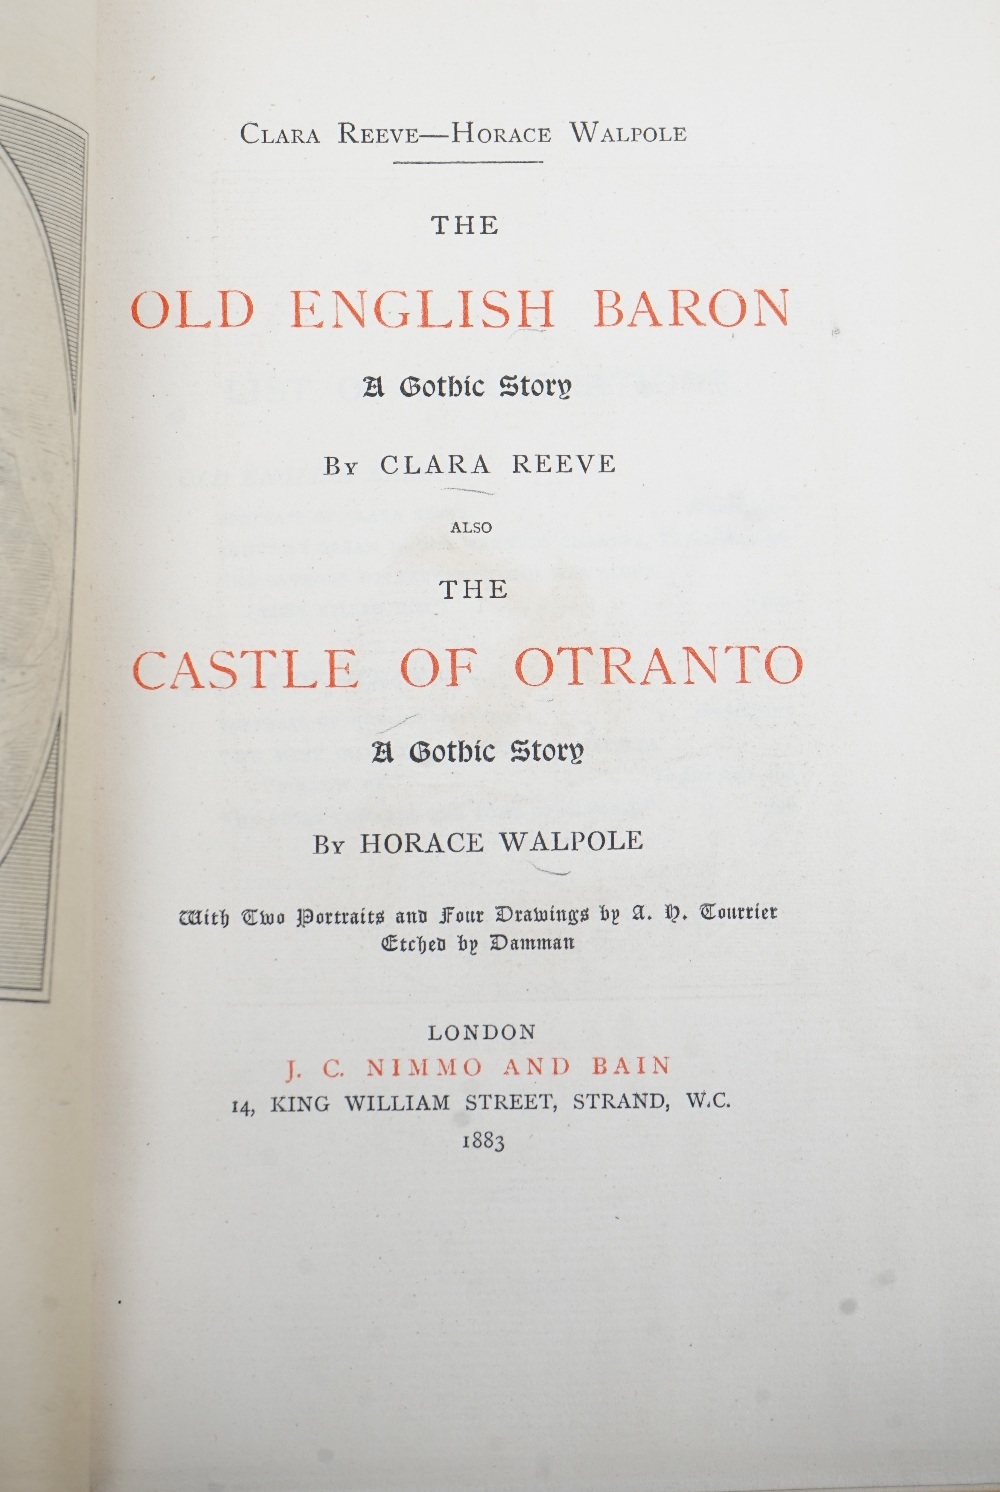 CLARA REEVE—HORACE WALPOLE
THE
OLD ENGLISH BARON
A Gothic Story
BY CLARA REEVE
ALSO
THE
CASTLE OF OTRANTO
A Gothic Story
BY HORACE WALPOLE
With Two Portraits and Four Drawings by A. H. Tourrier
Etched by Damman
LONDON
J. C. NIMMO AND BAIN
14, KING WILLIAM STREET, STRAND, W.C.
1883